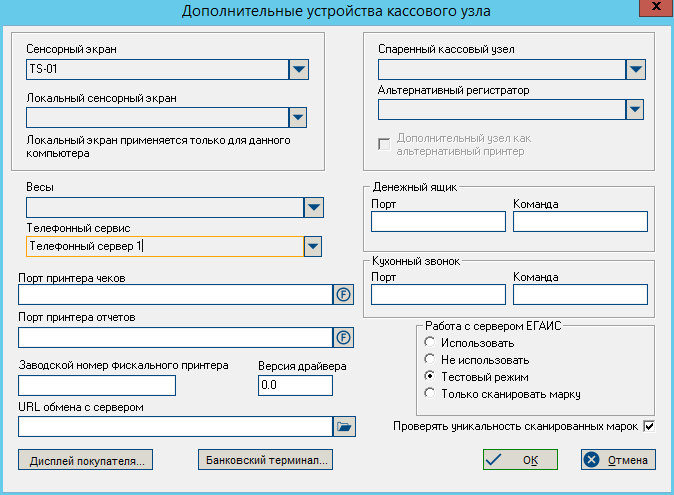 Дополнительные устройства кассового узла
x
Сенсорный экран
TS-01
Локальный сенсорный экран
Локальный экран применяется только для данного
компьютера
Спаренный кассовый узел
Альтернативный регистратор
Дополнительный узел как
альтернативный принтер
Весы
Телефонный сервис
Телефонный сервер 1
Денежный ящик
Порт
Команда
Кухонный звонок
Порт
Команда
Порт принтера чеков
F
Порт принтера отчетов
F
Заводской номер фискального принтера
Версия драйвера
0.0
URL обмена с сервером
Работа с сервером ЕГАИС
Использовать
Не использовать
Тестовый режим
Только сканировать марку
Проверять уникальность сканированных марок
Дисплей покупателя...
Банковский терминал...
OK
Отмена